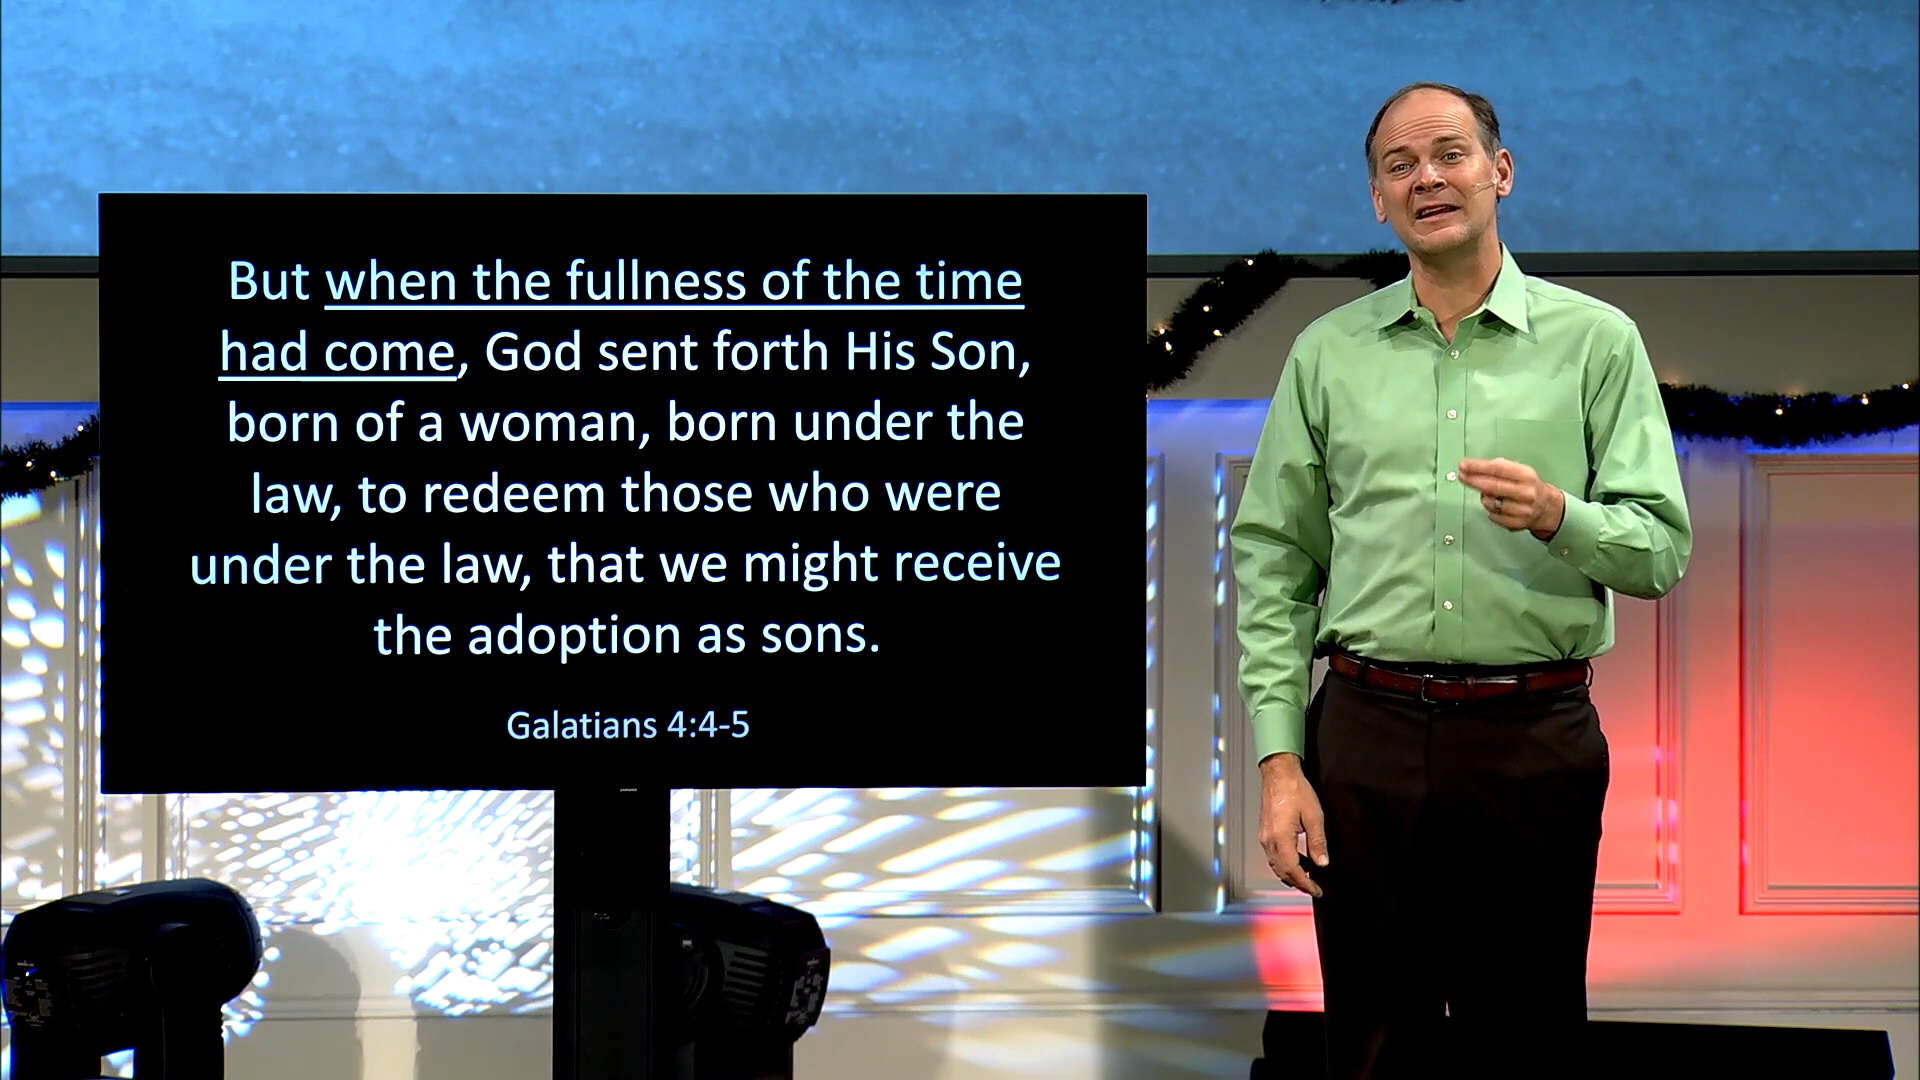 But when the fullness of the time
had come, God sent forth His Son,
born of a woman, born under the
law, to redeem those who were
under the law, that we might receive
the adoption as sons.
Galatians 4:4-5